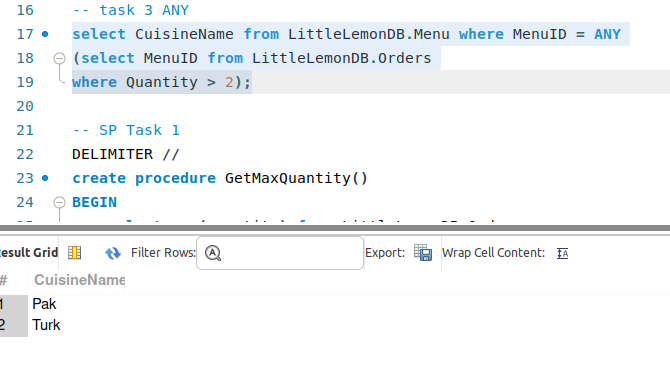 16 -- task 3 ANY
17 select CuisineName from LittleLemonDB.Menu where MenuID = ANY
18 (select MenuID from LittleLemonDB.Orders
19 where Quantity > 2);
20
21 -- SP Task 1
22 DELIMITER //
23 create procedure GetMaxQuantity()
24 BEGIN
esult Grid Filter Rows: Export: Wrap Cell Content:
# CuisineName
1 Pak
2 Turk